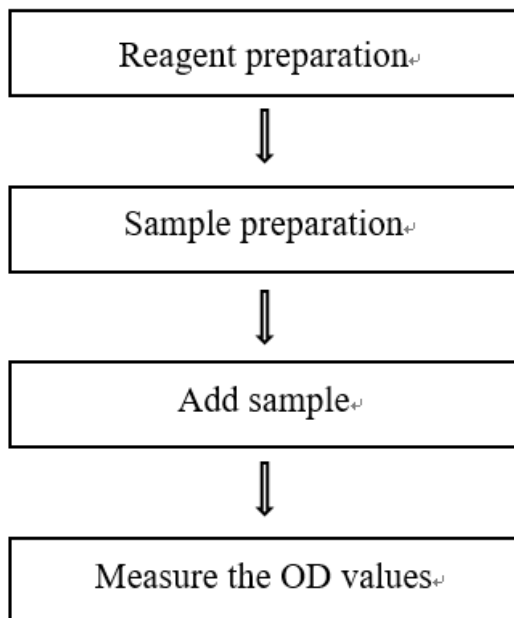 Reagent preparation
Sample preparation
Add sample
Measure the OD values